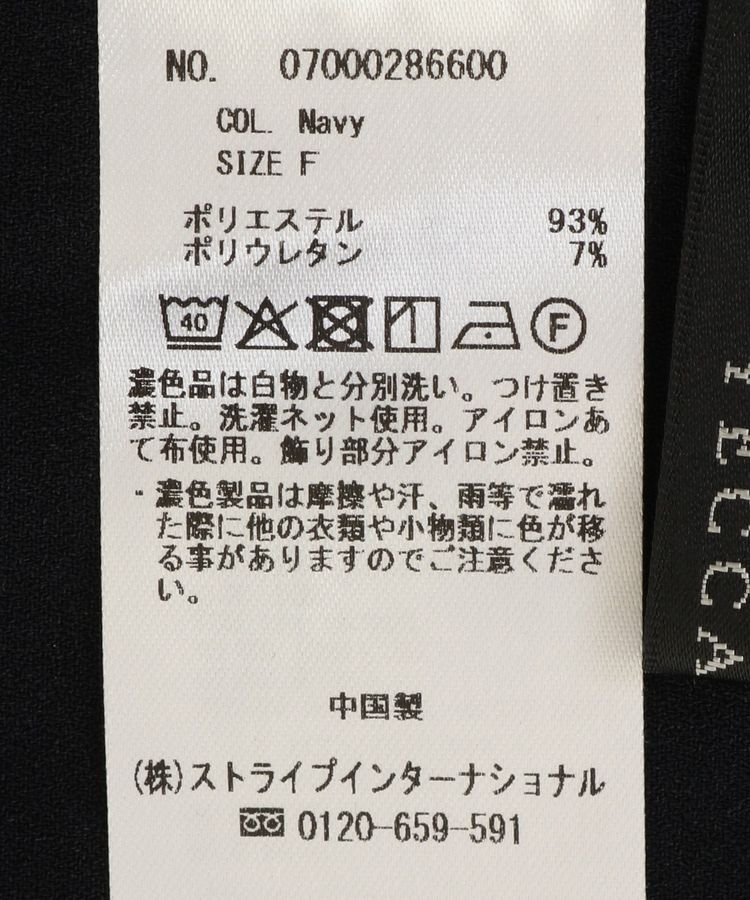 NO. 07000286600
COL. Navy
SIZE F
ポリエステル 93%
ポリウレタン 7%
40 F
濃色品は白物と分別洗い。つけ置き
禁止。洗濯ネット使用。アイロンあ
て布使用。飾り部分アイロン禁止。
・濃色製品は摩擦や汗、雨等で濡れ
た際に他の衣類や小物類に色が移
る事がありますのでご注意くださ
い。
中国製
(株)ストライプインターナショナル
0120-659-591
YECCA